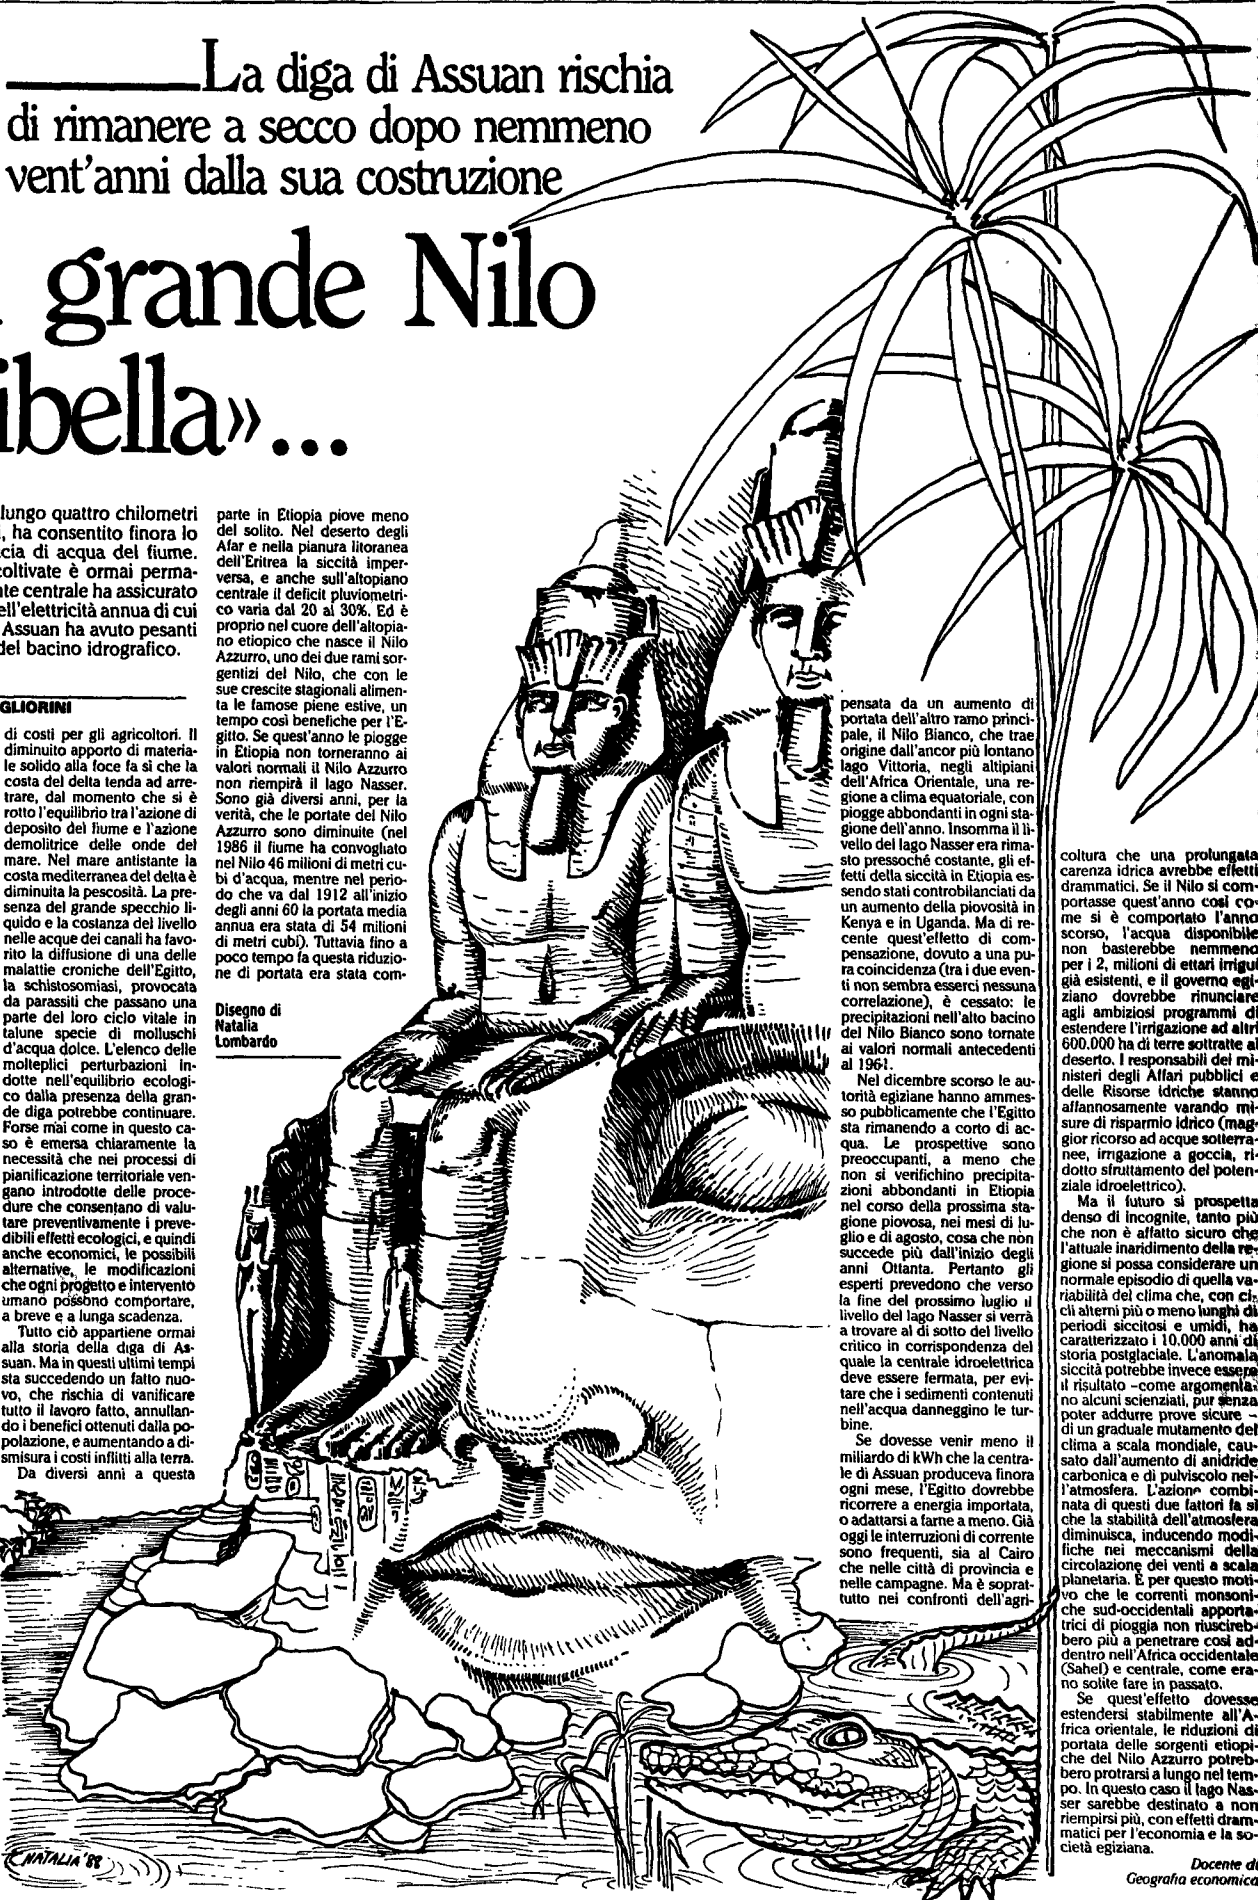 La diga di Assuan rischia
di rimanere a secco dopo nemmeno
vent'anni dalla sua costruzione
grande Nilo
ibella»...
lungo quattro chilometri
, ha consentito finora lo
cia di acqua del fiume.
coltivate è ormai perma-
te centrale ha assicurato
ell'elettricità annua di cui
Assuan ha avuto pesanti
del bacino idrografico.
GLIORINI
di costi per gli agricoltori. Il
diminuito apporto di materia-
le solido alla foce fa sì che la
costa del delta tenda ad arre-
trare, dal momento che si è
rotto l'equilibrio tra l'azione di
deposito del fiume e l'azione
demolitrice delle onde del
mare. Nel mare antistante la
costa mediterranea del delta è
diminuita la pescosità. La pre-
senza del grande specchio li-
quido e la costanza del livello
nelle acque dei canali ha favo-
rito la diffusione di una delle
malattie croniche dell'Egitto,
la schistosomiasi, provocata
da parassiti che passano una
parte del loro ciclo vitale in
talune specie di molluschi
d'acqua dolce. L'elenco delle
molteplici perturbazioni in-
dotte nell'equilibrio ecologi-
co dalla presenza della gran-
de diga potrebbe continuare.
Forse mai come in questo ca-
so è emersa chiaramente la
necessità che nei processi di
pianificazione territoriale ven-
gano introdotte delle proce-
dure che consentano di valu-
tare preventivamente i preve-
dibili effetti ecologici, e quindi
anche economici, le possibili
alternative, le modificazioni
che ogni progetto e intervento
umano possono comportare,
a breve e a lunga scadenza.
Tutto ciò appartiene ormai
alla storia della diga di As-
suan. Ma in questi ultimi tempi
sta succedendo un fatto nuo-
vo, che rischia di vanificare
tutto il lavoro fatto, annullan-
do i benefici ottenuti dalla po-
polazione, e aumentando a di-
smisura i costi inflitti alla terra.
Da diversi anni a questa
parte in Etiopia piove meno
del solito. Nel deserto degli
Afar e nella pianura litoranea
dell'Eritrea la siccità imper-
versa, e anche sull'altopiano
centrale il deficit pluviometri-
co varia dal 20 al 30%. Ed è
proprio nel cuore dell'altopia-
no etiopico che nasce il Nilo
Azzurro, uno dei due rami sor-
gentizi del Nilo, che con le
sue crescite stagionali alimen-
ta le famose piene estive, un
tempo così benefiche per l'E-
gitto. Se quest'anno le piogge
in Etiopia non torneranno ai
valori normali il Nilo Azzurro
non riempirà il lago Nasser.
Sono già diversi anni, per la
verità, che le portate del Nilo
Azzurro sono diminuite (nel
1986 il fiume ha convogliato
nel Nilo 46 milioni di metri cu-
bi d'acqua, mentre nel perio-
do che va dal 1912 all'inizio
degli anni 60 la portata media
annua era stata di 54 milioni
di metri cubi). Tuttavia fino a
poco tempo fa questa riduzio-
ne di portata era stata com-
Disegno di
Natalia
Lombardo
pensata da un aumento di
portata dell'altro ramo princi-
pale, il Nilo Bianco, che trae
origine dall'ancor più lontano
lago Vittoria, negli altipiani
dell'Africa Orientale, una re-
gione a clima equatoriale, con
piogge abbondanti in ogni sta-
gione dell'anno. Insomma il li-
vello del lago Nasser era rima-
sto pressoché costante, gli ef-
fetti della siccità in Etiopia es-
sendo stati controbilanciati da
un aumento della piovosità in
Kenya e in Uganda. Ma di re-
cente quest'effetto di com-
pensazione, dovuto a una pu-
ra coincidenza (tra i due even-
ti non sembra esserci nessuna
correlazione), è cessato: le
precipitazioni nell'alto bacino
del Nilo Bianco sono tornate
ai valori normali antecedenti
al 1961.
Nel dicembre scorso le au-
torità egiziane hanno ammes-
so pubblicamente che l'Egitto
sta rimanendo a corto di ac-
qua. Le prospettive sono
preoccupanti, a meno che
non si verifichino precipita-
zioni abbondanti in Etiopia
nel corso della prossima sta-
gione piovosa, nei mesi di lu-
glio e di agosto, cosa che non
succede più dall'inizio degli
anni Ottanta. Pertanto gli
esperti prevedono che verso
la fine del prossimo luglio il
livello del lago Nasser si verrà
a trovare al di sotto del livello
critico in corrispondenza del
quale la centrale idroelettrica
deve essere fermata, per evi-
tare che i sedimenti contenuti
nell'acqua danneggino le tur-
bine.
Se dovesse venir meno il
miliardo di kWh che la centra-
le di Assuan produceva finora
ogni mese, l'Egitto dovrebbe
ricorrere a energia importata,
o adattarsi a farne a meno. Già
oggi le interruzioni di corrente
sono frequenti, sia al Cairo
che nelle città di provincia e
nelle campagne. Ma è soprat-
tutto nei confronti dell'agri-
coltura che una prolungata
carenza idrica avrebbe effetti
drammatici. Se il Nilo si com-
portasse quest'anno così co-
me si è comportato l'anno
scorso, l'acqua disponibile
non basterebbe nemmeno
per i 2, milioni di ettari irrigui
già esistenti, e il governo egi-
ziano dovrebbe rinunciare
agli ambiziosi programmi di
estendere l'irrigazione ad altri
600.000 ha di terre sottratte al
deserto. I responsabili dei mi-
nisteri degli Affari pubblici e
delle Risorse idriche stanno
affannosamente varando mi-
sure di risparmio idrico (mag-
gior ricorso ad acque sotterra-
nee, irrigazione a goccia, ri-
dotto sfruttamento del poten-
ziale idroelettrico).
Ma il futuro si prospetta
denso di incognite, tanto più
che non è affatto sicuro che
l'attuale inaridimento della re-
gione si possa considerare un
normale episodio di quella va-
riabilità del clima che, con ci-
cli alterni più o meno lunghi di
periodi siccitosi e umidi, ha
caratterizzato i 10.000 anni di
storia postglaciale. L'anomala
siccità potrebbe invece essere
il risultato -come argomenta-
no alcuni scienziati, pur senza
poter addurre prove sicure -
di un graduale mutamento del
clima a scala mondiale, cau-
sato dall'aumento di anidride
carbonica e di pulviscolo nel-
l'atmosfera. L'azione combi-
nata di questi due fattori fa sì
che la stabilità dell'atmosfera
diminuisca, inducendo modi-
fiche nei meccanismi della
circolazione dei venti a scala
planetaria. È per questo moti-
vo che le correnti monsoni-
che sud-occidentali apporta-
trici di pioggia non riuscireb-
bero più a penetrare così ad-
dentro nell'Africa occidentale
(Sahel) e centrale, come era-
no solite fare in passato.
Se quest'effetto dovesse
estendersi stabilmente all'A-
frica orientale, le riduzioni di
portata delle sorgenti etiopi-
che del Nilo Azzurro potreb-
bero protrarsi a lungo nel tem-
po. In questo caso il lago Nas-
ser sarebbe destinato a non
riempirsi più, con effetti dram-
matici per l'economia e la so-
cietà egiziana.
Docente di
Geografia economica
NATALIA '88